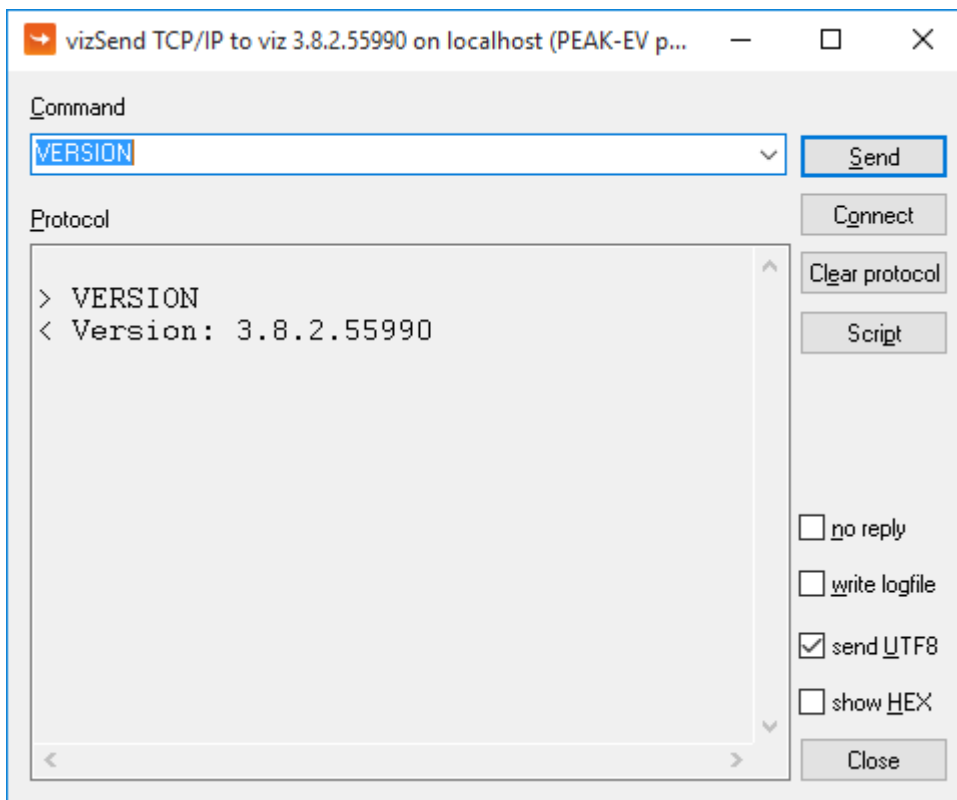 vizSend TCP/IP to viz 3.8.2.55990 on localhost (PEAK-EV p...
Command
VERSION
Send
Protocol
Connect
Clear protocol
Script
> VERSION
< Version: 3.8.2.55990
no reply
write logfile
send UTF8
show HEX
Close